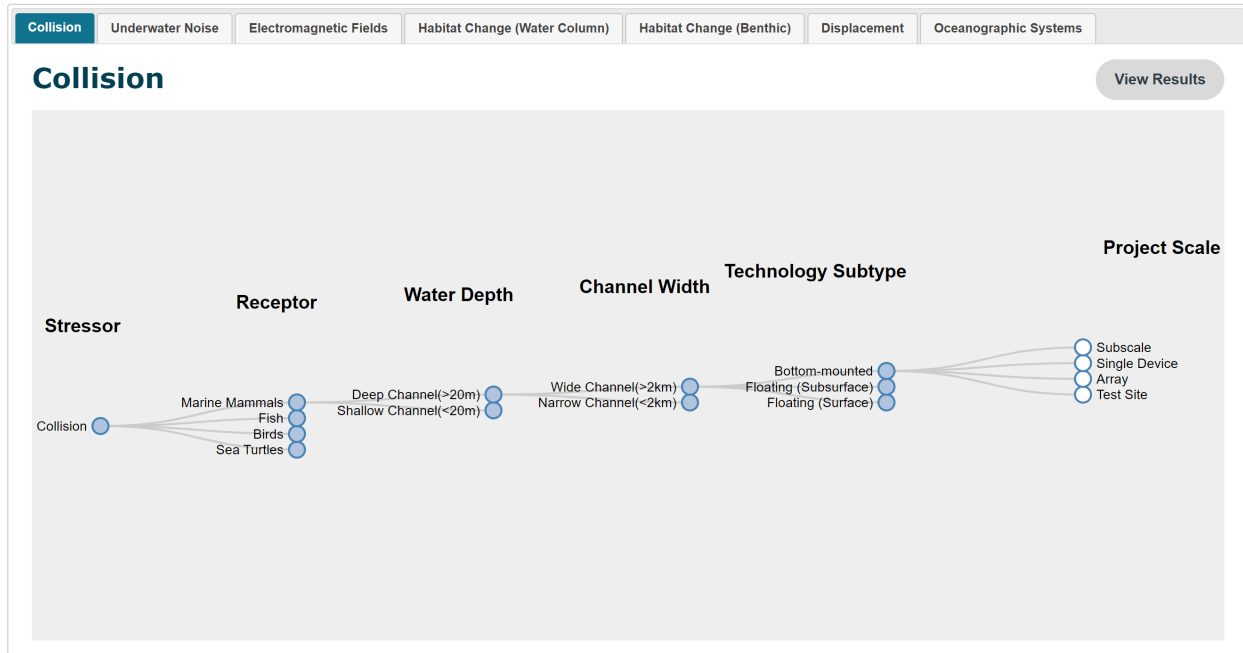 Collision
Underwater Noise
Electromagnetic Fields
Habitat Change (Water Column)
Habitat Change (Benthic)
Displacement
Oceanographic Systems
Collision
View Results
Stressor
Receptor
Water Depth
Channel Width
Technology Subtype
Project Scale
Collision
Marine Mammals
Fish
Birds
Sea Turtles
Deep Channel(>20m)
Shallow Channel(<20m)
Wide Channel(>2km)
Narrow Channel(<2km)
Bottom-mounted
Floating (Subsurface)
Floating (Surface)
Subscale
Single Device
Array
Test Site